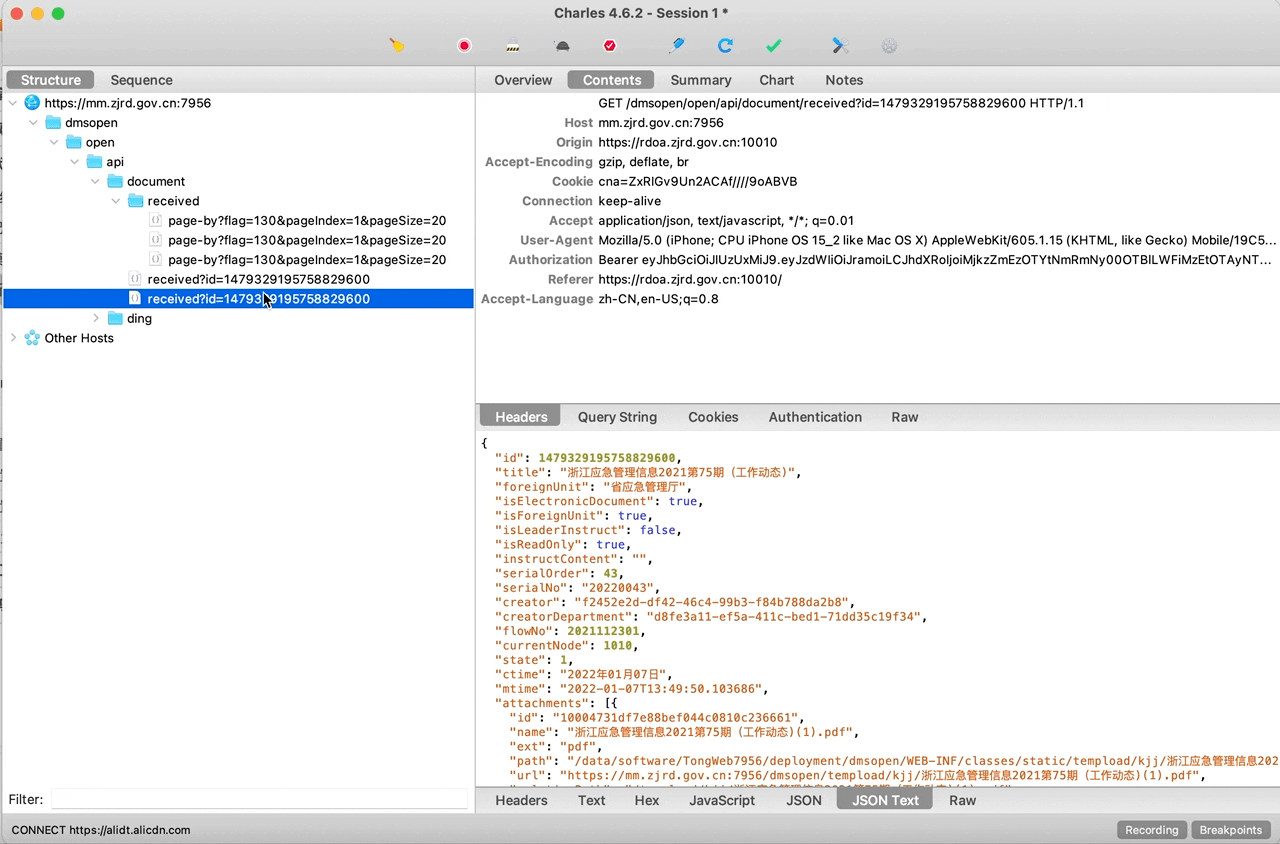 Charles 4.6.2 - Session 1 *
Structure
Sequence
https://mm.zjrd.gov.cn:7956
dmsopen
open
api
document
received
page-by?flag=130&pageIndex=1&pageSize=20
page-by?flag=130&pageIndex=1&pageSize=20
page-by?flag=130&pageIndex=1&pageSize=20
received?id=1479329195758829600
received?id=1479329195758829600
ding
Other Hosts
Filter:
CONNECT https://alidt.alicdn.com
Overview
Contents
Summary
Chart
Notes
GET /dmsopen/open/api/document/received?id=1479329195758829600 HTTP/1.1
Host mm.zjrd.gov.cn:7956
Origin https://rdoa.zjrd.gov.cn:10010
Accept-Encoding gzip, deflate, br
Cookie cna=ZxRIGv9Un2ACAf////9oABVB
Connection keep-alive
Accept application/json, text/javascript, */*; q=0.01
User-Agent Mozilla/5.0 (iPhone; CPU iPhone OS 15_2 like Mac OS X) AppleWebKit/605.1.15 (KHTML, like Gecko) Mobile/19C5...
Authorization Bearer eyJhbGciOiJIUzUxMiJ9.eyJzdWIiOiJramoiLCJhdXRoIjoiMjkzZmEzOTYtNmRmNy00OTBlLWFiMzEtOTAyNT...
Referer https://rdoa.zjrd.gov.cn:10010/
Accept-Language zh-CN,en-US;q=0.8
Headers
Query String
Cookies
Authentication
Raw
{
"id": 1479329195758829600,
"title": "浙江应急管理信息2021第75期（工作动态)",
"foreignUnit": "省应急管理厅",
"isElectronicDocument": true,
"isForeignUnit": true,
"isLeaderInstruct": false,
"isReadOnly": true,
"instructContent": "",
"serialOrder": 43,
"serialNo": "20220043",
"creator": "f2452e2d-df42-46c4-99b3-f84b788da2b8",
"creatorDepartment": "d8fe3a11-ef5a-411c-bed1-71dd35c19f34",
"flowNo": 2021112301,
"currentNode": 1010,
"state": 1,
"ctime": "2022年01月07日",
"mtime": "2022-01-07T13:49:50.103686",
"attachments": [{
"id": "10004731df7e88bef044c0810c236661",
"name": "浙江应急管理信息2021第75期（工作动态)(1).pdf",
"ext": "pdf",
"path": "/data/software/TongWeb7956/deployment/dmsopen/WEB-INF/classes/static/tempload/kjj/浙江应急管理信息202
"url": "https://mm.zjrd.gov.cn:7956/dmsopen/tempload/kjj/浙江应急管理信息2021第75期（工作动态)(1).pdf",
Headers
Text
Hex
JavaScript
JSON
JSON Text
Raw
Recording
Breakpoints